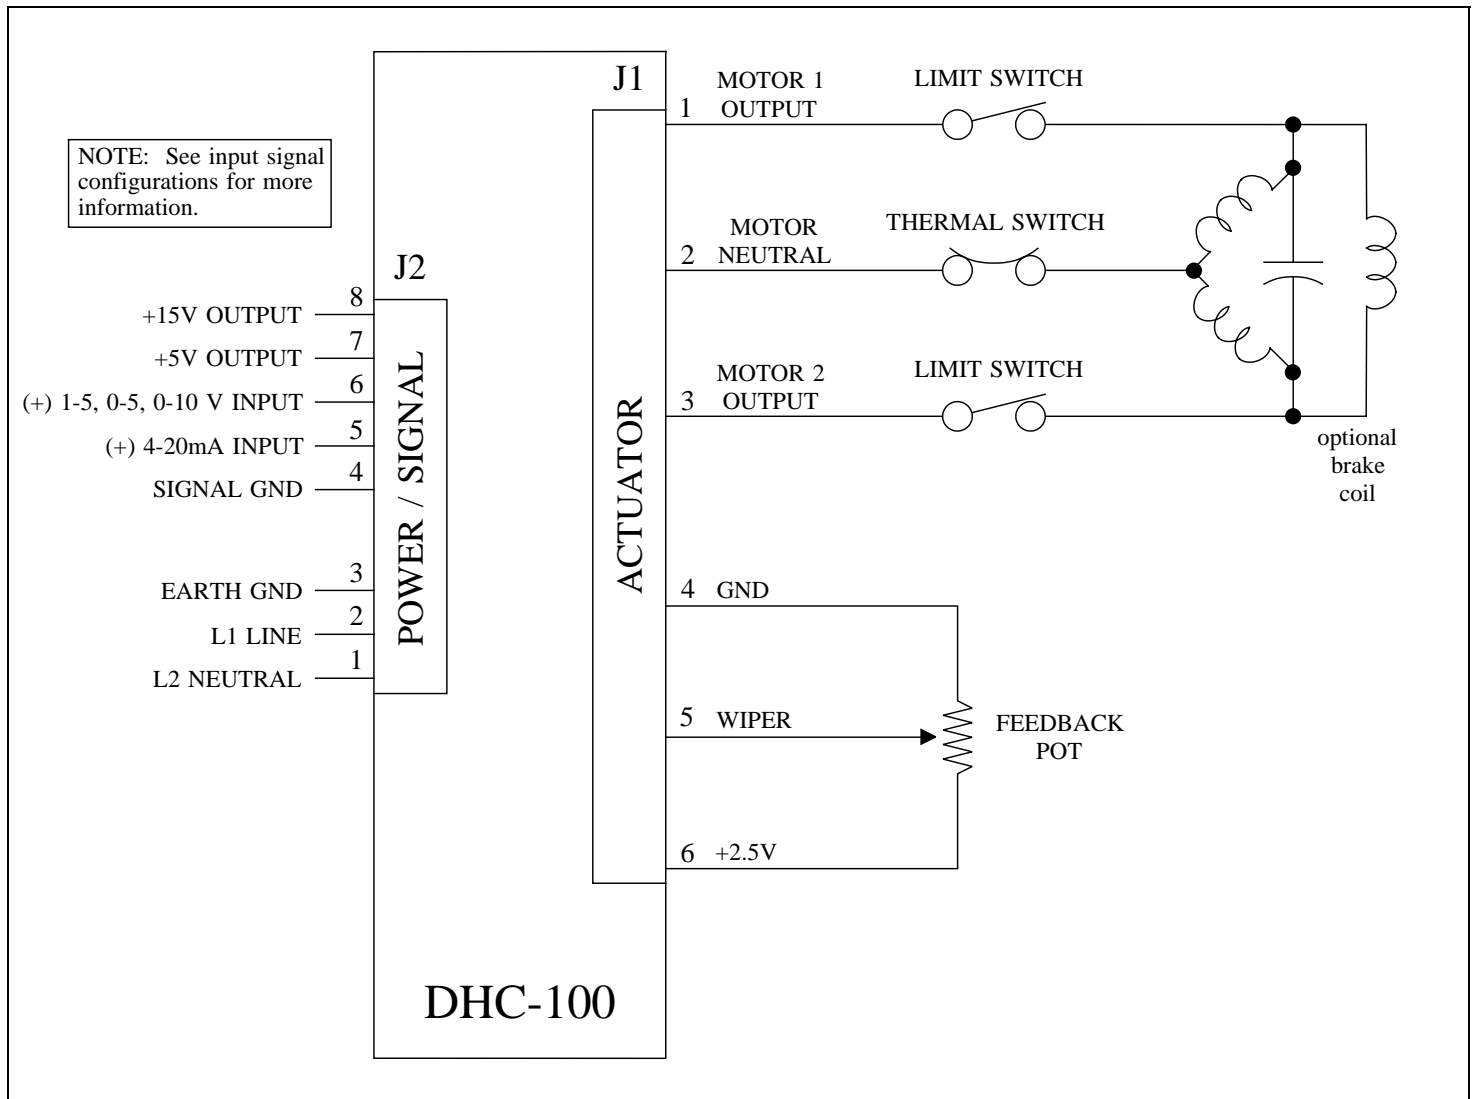 NOTE: See input signal
configurations for more
information.
J2
8
+15V OUTPUT
7
+5V OUTPUT
6
(+) 1-5, 0-5, 0-10 V INPUT
5
(+) 4-20mA INPUT
4
SIGNAL GND
3
EARTH GND
2
L1 LINE
1
L2 NEUTRAL
POWER / SIGNAL
J1
ACTUATOR
1
MOTOR 1
OUTPUT
LIMIT SWITCH
2
MOTOR
NEUTRAL
THERMAL SWITCH
3
MOTOR 2
OUTPUT
LIMIT SWITCH
optional
brake
coil
4
GND
5
WIPER
FEEDBACK
POT
6
+2.5V
DHC-100